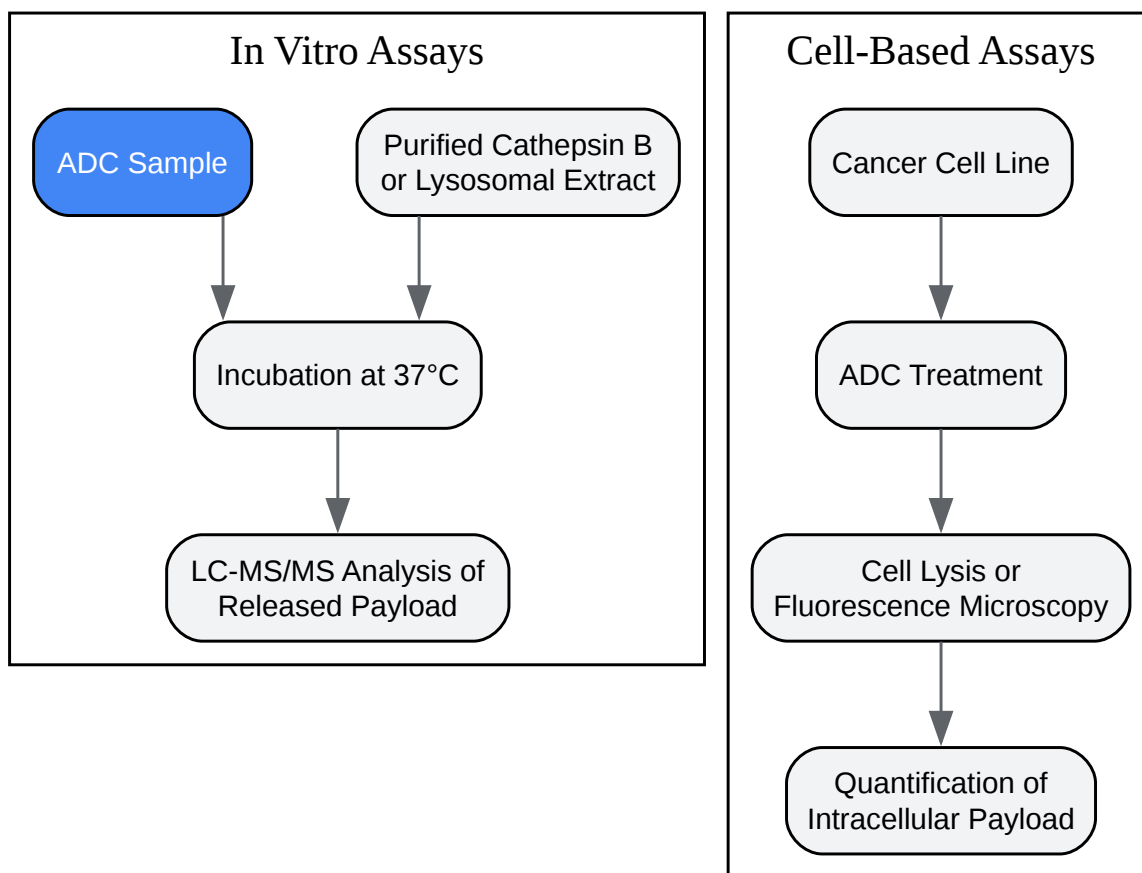 In Vitro Assays
ADC Sample
Purified Cathepsin B
or Lysosomal Extract
Incubation at 37°C
LC-MS/MS Analysis of
Released Payload
Cell-Based Assays
Cancer Cell Line
ADC Treatment
Cell Lysis or
Fluorescence Microscopy
Quantification of
Intracellular Payload